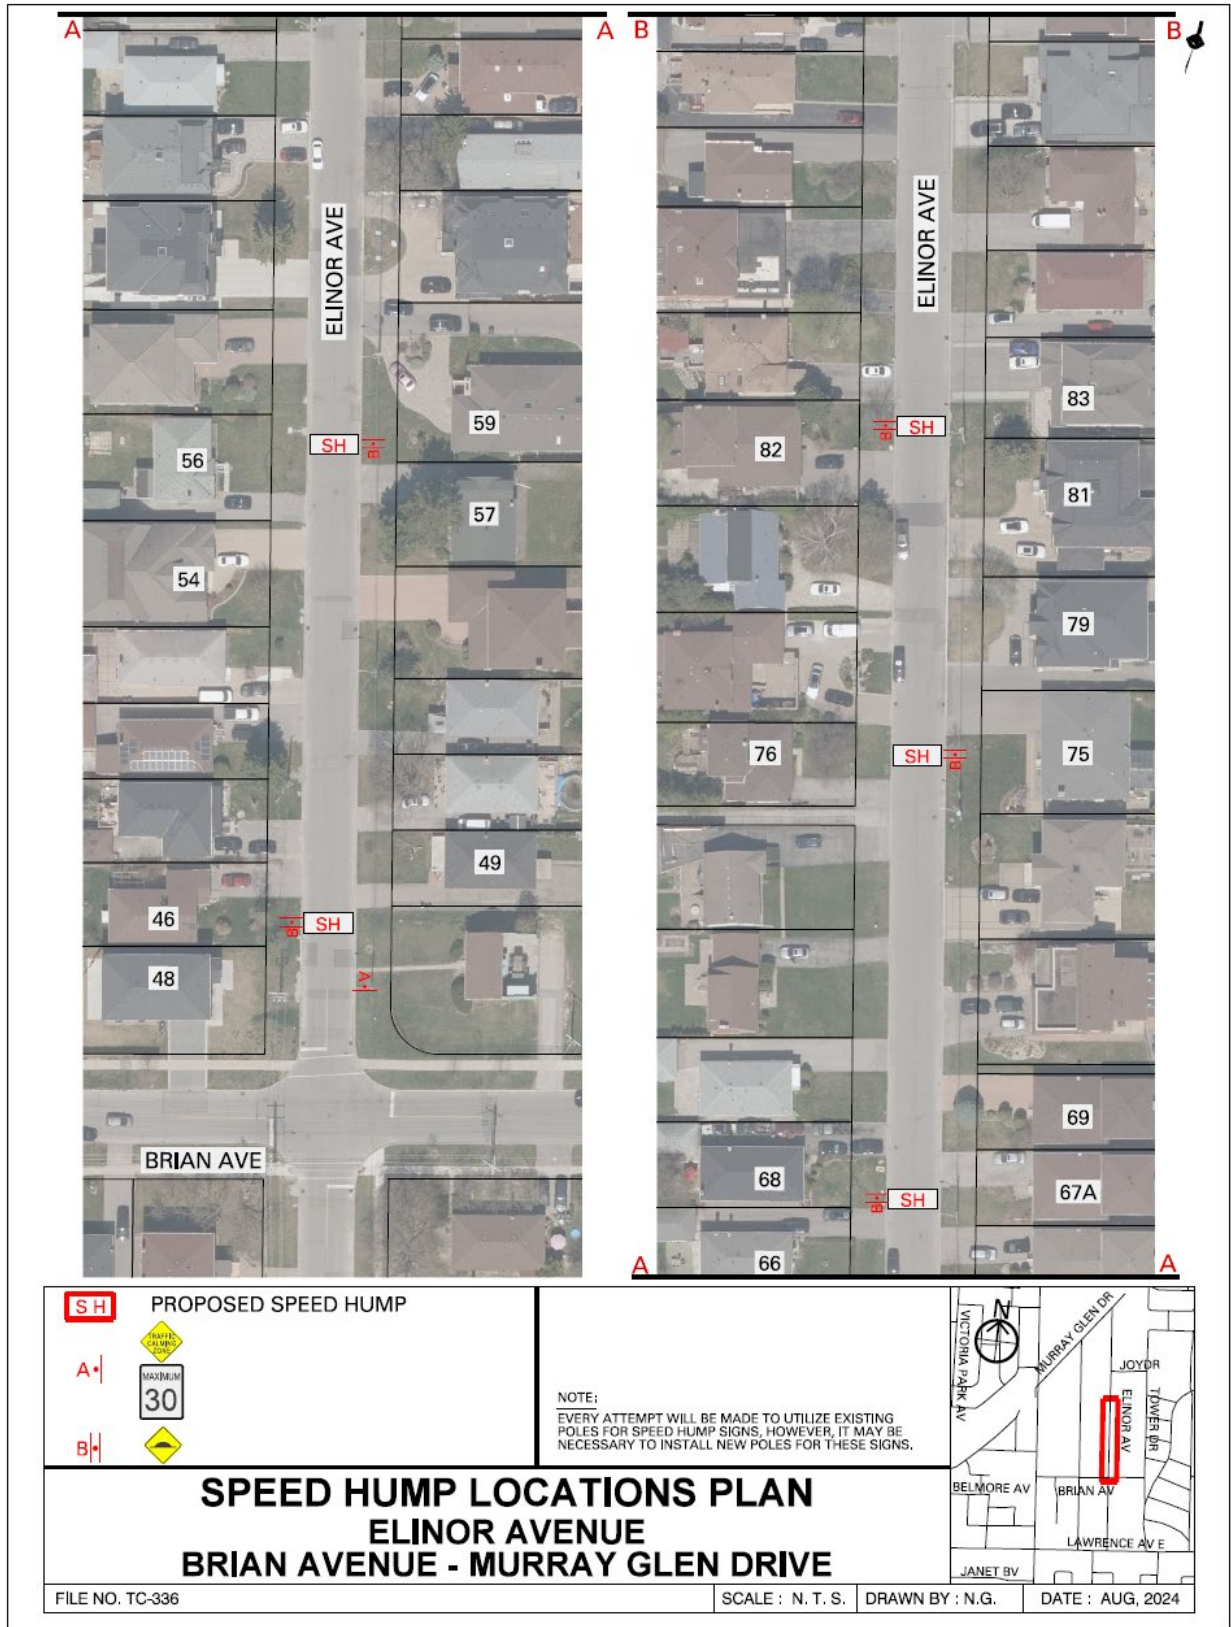 A
A
B
B
ELINOR AVE
59
SH
B
56
57
54
49
46
SH
B
48
A
BRIAN AVE
ELINOR AVE
83
SH
B
82
81
79
76
SH
B
75
69
68
67A
SH
B
66
A
A
SH
PROPOSED SPEED HUMP
TRAFFIC
CALMING
ZONE
A
MAXIMUM
30
B
NOTE:
EVERY ATTEMPT WILL BE MADE TO UTILIZE EXISTING
POLES FOR SPEED HUMP SIGNS, HOWEVER, IT MAY BE
NECESSARY TO INSTALL NEW POLES FOR THESE SIGNS.
N
VICTORIA PARK AV
MURRAY GLEN DR
JOYDR
ELINOR AV
TOWER DR
BELMORE AV
BRIAN AV
LAWRENCE AV E
JANET BV
SPEED HUMP LOCATIONS PLAN
ELINOR AVENUE
BRIAN AVENUE - MURRAY GLEN DRIVE
FILE NO. TC-336
SCALE : N. T. S.
DRAWN BY : N.G.
DATE : AUG, 2024